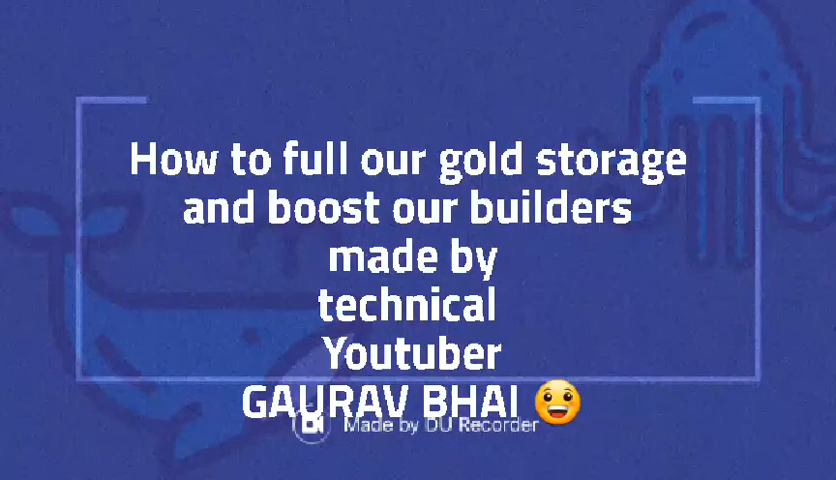 How to full our gold storage
and boost our builders
made by
technical
Youtuber
GAURAV BHAI 😀
Made by DU Recorder